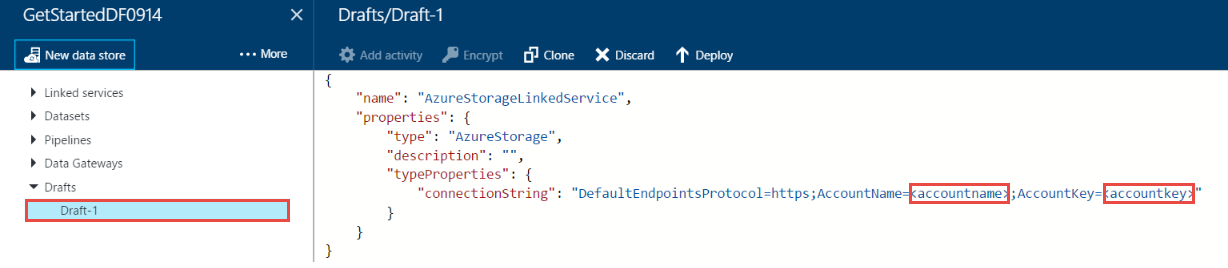 GetStartedDF0914
New data store
More
Linked services
Datasets
Pipelines
Data Gateways
Drafts
Draft-1
Drafts/Draft-1
Add activity Encrypt Clone Discard Deploy
{
"name": "AzureStorageLinkedService",
"properties": {
"type": "AzureStorage",
"description": "",
"typeProperties": {
"connectionString": "DefaultEndpointsProtocol=https;AccountName=<accountname>;AccountKey=<accountkey>"
}
}
}